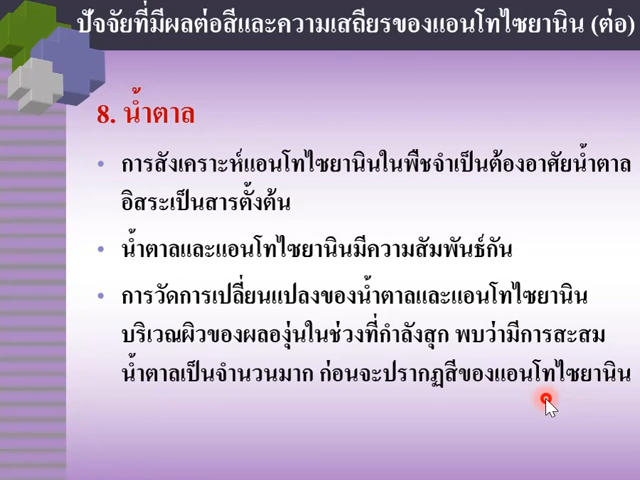 ปัจจัยที่มีผลต่อสีและความเสถียรของแอนโทไซยานิน (ต่อ)
8. น้ำตาล
• การสังเคราะห์แอนโทไซยานินในพืชจำเป็นต้องอาศัยน้ำตาล
อิสระเป็นสารตั้งต้น
• น้ำตาลและแอนโทไซยานินมีความสัมพันธ์กัน
• การวัดการเปลี่ยนแปลงของน้ำตาลและแอนโทไซยานิน
บริเวณผิวของผลองุ่นในช่วงที่กำลังสุก พบว่ามีการสะสม
น้ำตาลเป็นจำนวนมาก ก่อนจะปรากฏสีของแอนโทไซยานิน